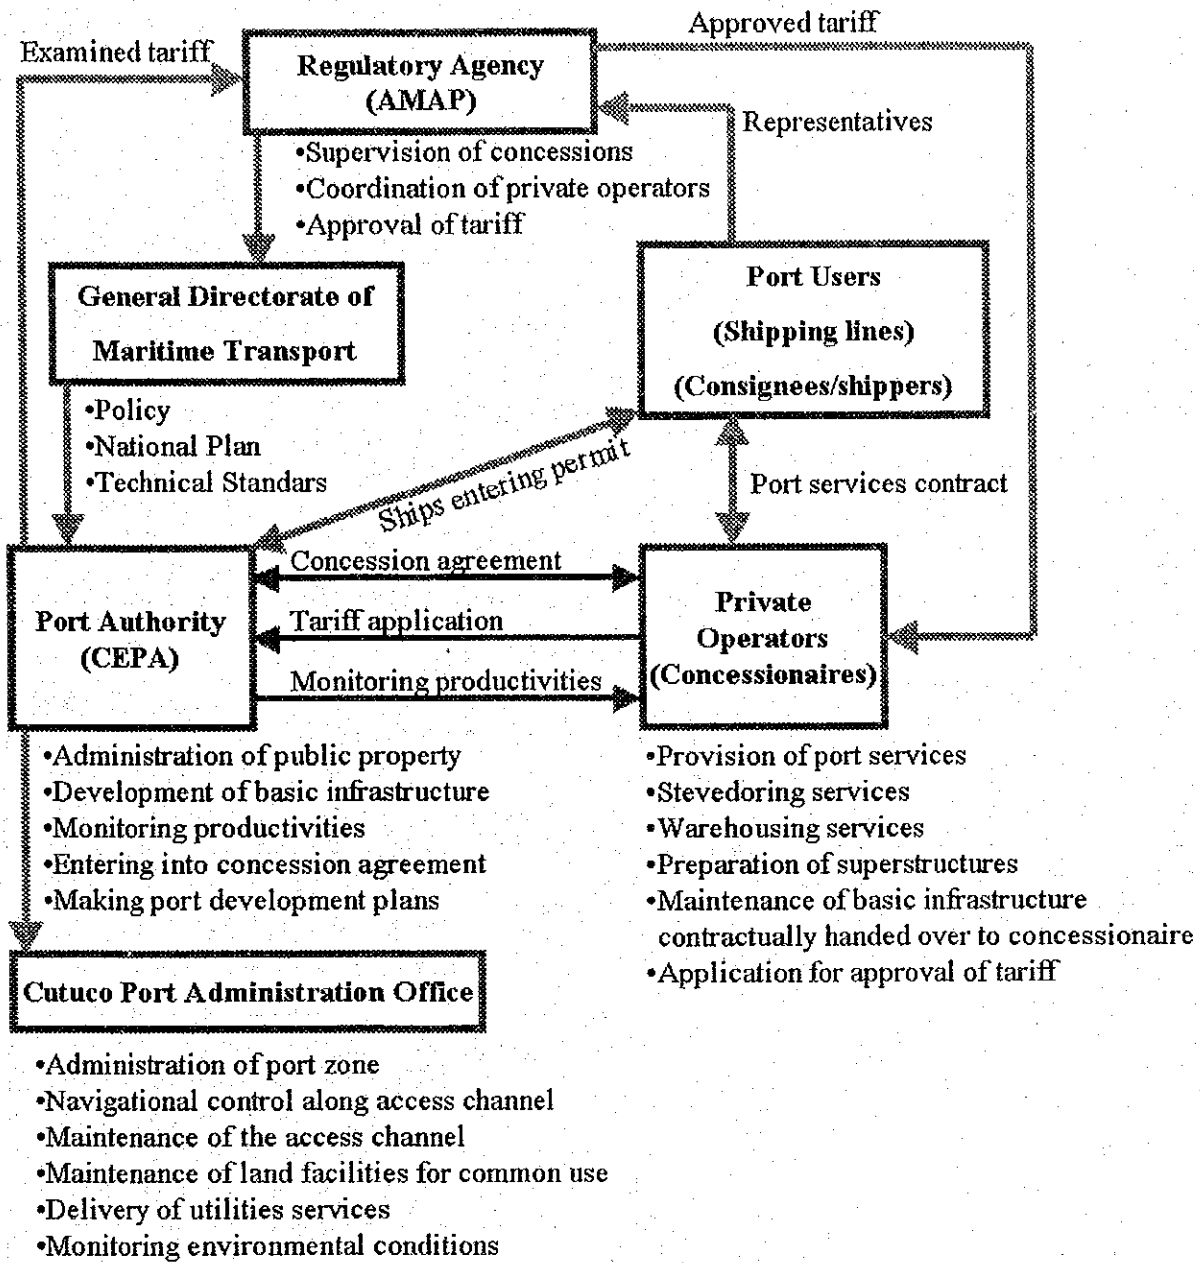 Approved tariff
Examined tariff
Regulatory Agency
(AMAP)
Representatives
•Supervision of concessions
•Coordination of private operators
•Approval of tariff
General Directorate of
Maritime Transport
Port Users
(Shipping lines)
(Consignees/shippers)
•Policy
•National Plan
•Technical Standars
Ships entering permit
Port services contract
Concession agreement
Port Authority
(CEPA)
Tariff application
Monitoring productivities
Private
Operators
(Concessionaires)
•Administration of public property
•Development of basic infrastructure
•Monitoring productivities
•Entering into concession agreement
•Making port development plans
•Provision of port services
•Stevedoring services
•Warehousing services
•Preparation of superstructures
•Maintenance of basic infrastructure
contractually handed over to concessionaire
•Application for approval of tariff
Cutuco Port Administration Office
•Administration of port zone
•Navigational control along access channel
•Maintenance of the access channel
•Maintenance of land facilities for common use
•Delivery of utilities services
•Monitoring environmental conditions